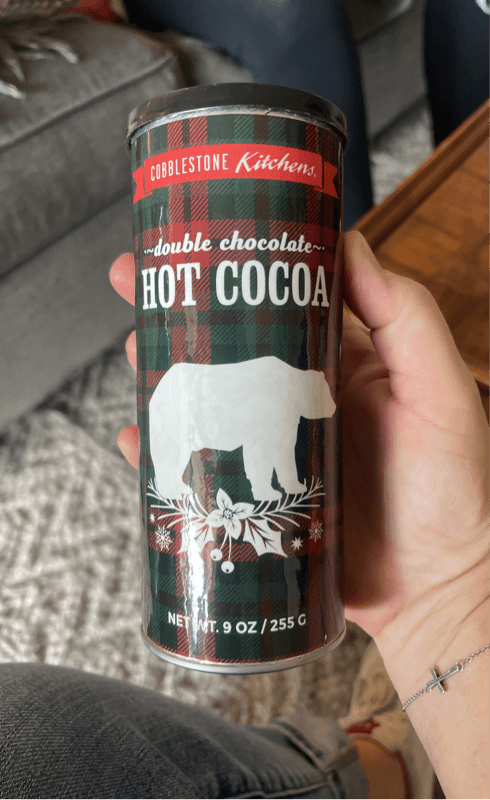 COBBLESTONE Kitchens.
~double chocolate~
HOT COCOA
NET WT. 9 OZ / 255 G